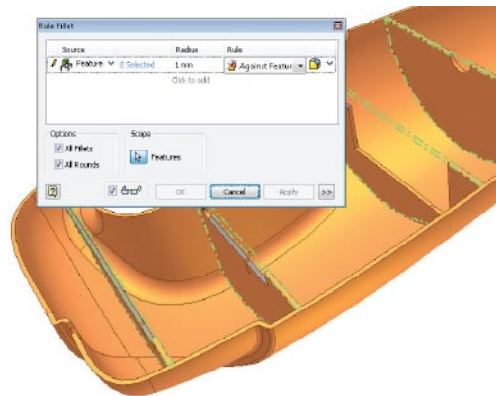 Rule Fillet
Source Radius Rule
Feature 0 Selected 1 mm Against Featur
Click to add
Options Scope
All Fillets
Features
All Rounds
OK Cancel Apply >>